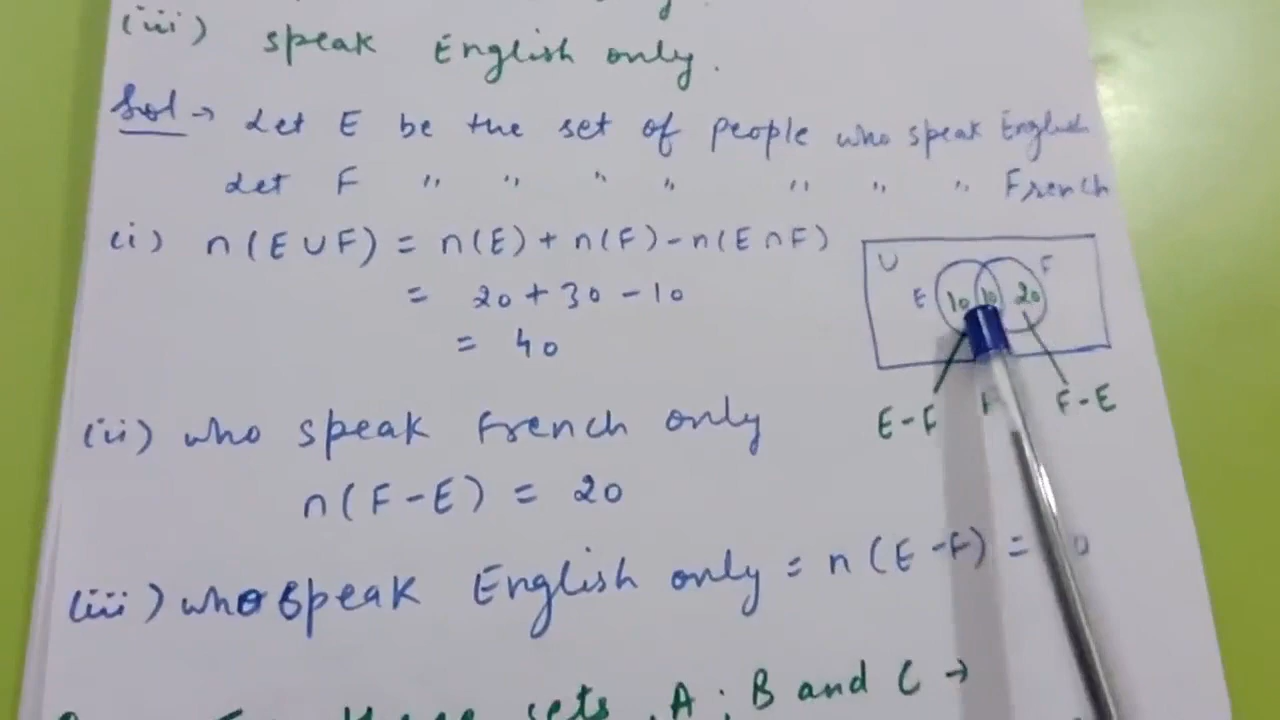 (iii) speak English only.
Sol → Let E be the set of people who speak English
Let F " " " " " " " French
(i) n(E∪F) = n(E) + n(F) - n(E∩F)
= 20 + 30 - 10
= 40
U E 10 10 20 F
E-F F-E
(ii) who speak French only
n(F-E) = 20
(iii) who speak English only = n(E-F) =
sets A, B and C →